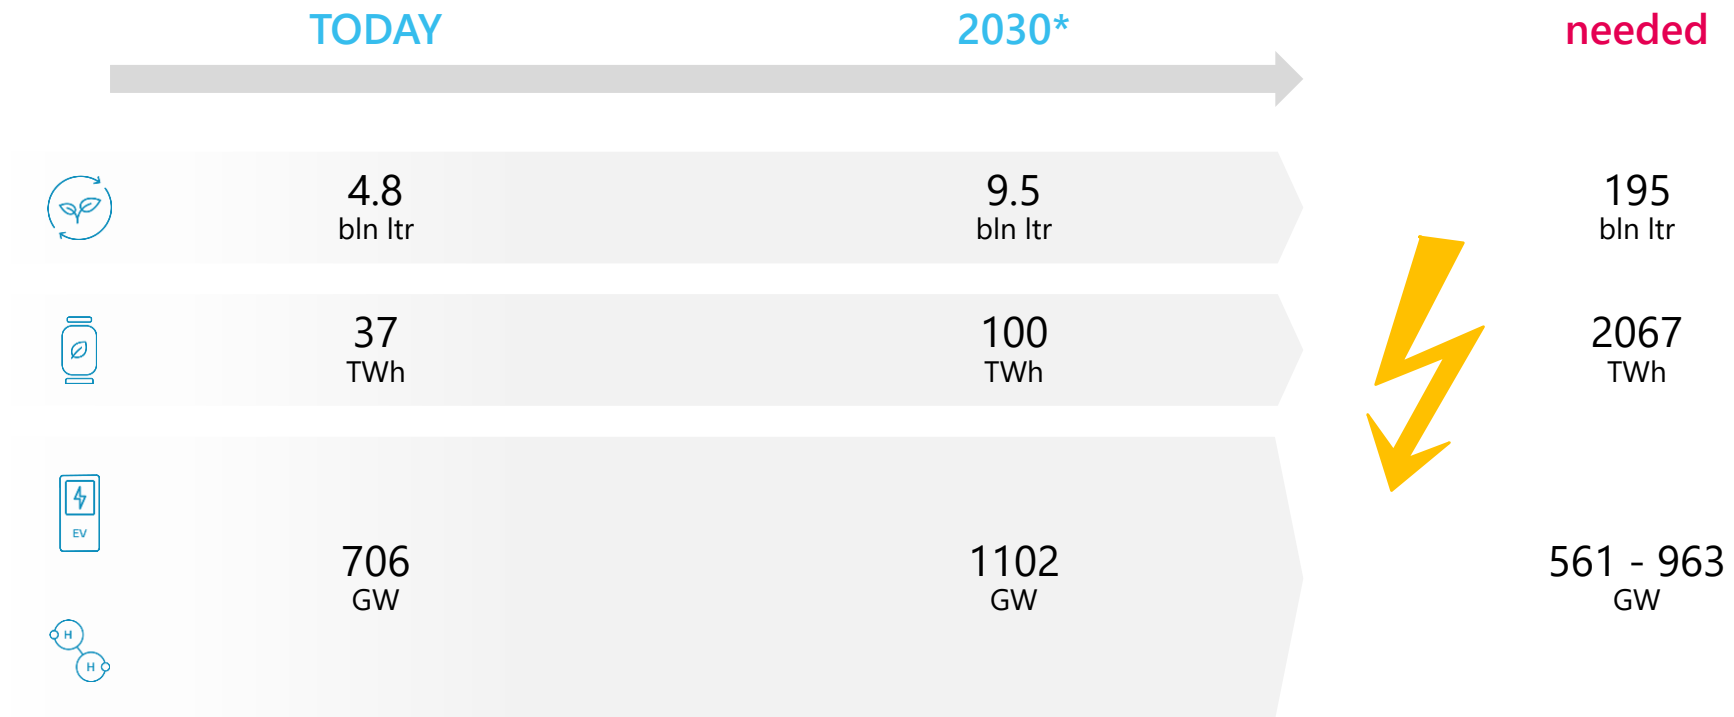 TODAY 2030* needed
4.8 9.5 195
bln ltr bln ltr bln ltr
37 100 2067
TWh TWh TWh
EV
706 1102 561 - 963
GW GW GW
H
H